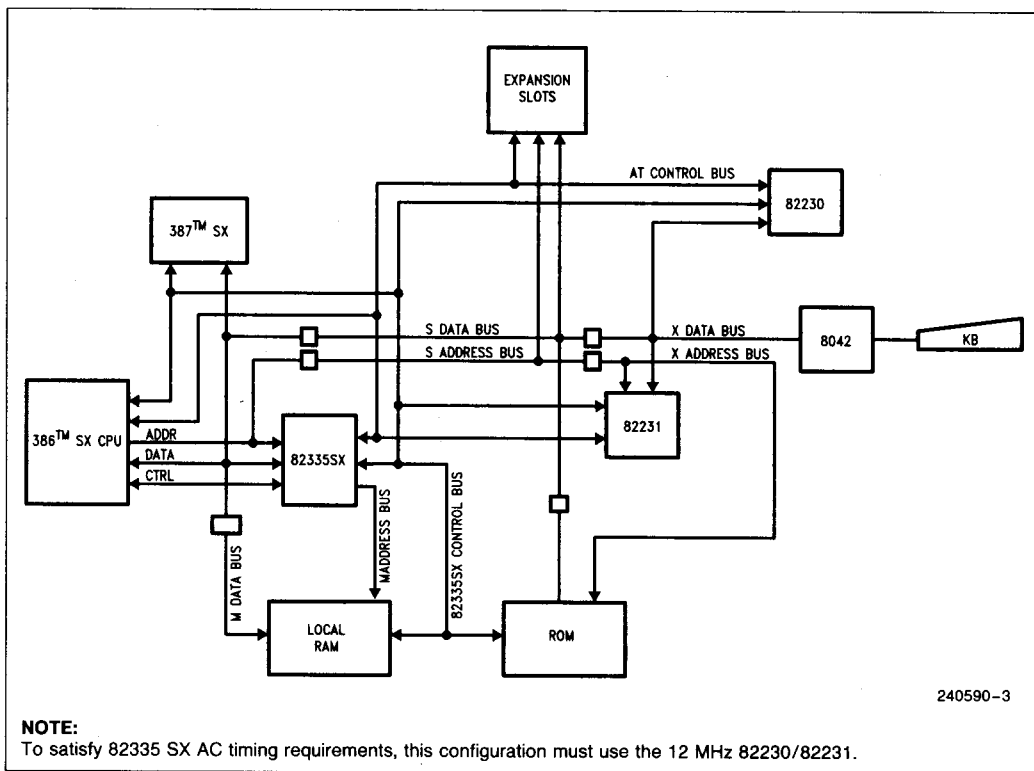 EXPANSION
SLOTS
AT CONTROL BUS
82230
387™ SX
S DATA BUS
X DATA BUS
8042
KB
S ADDRESS BUS
X ADDRESS BUS
82231
386™ SX CPU
ADDR
DATA
CTRL
82335SX
M DATA BUS
MADDRESS BUS
82335SX CONTROL BUS
LOCAL
RAM
ROM
240590-3
NOTE:
To satisfy 82335 SX AC timing requirements, this configuration must use the 12 MHz 82230/82231.